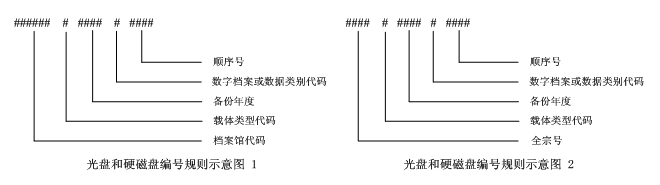 ###### # #### # ####
顺序号
数字档案或数据类别代码
备份年度
载体类型代码
档案馆代码
光盘和硬磁盘编号规则示意图 1
#### # #### # ####
顺序号
数字档案或数据类别代码
备份年度
载体类型代码
全宗号
光盘和硬磁盘编号规则示意图 2